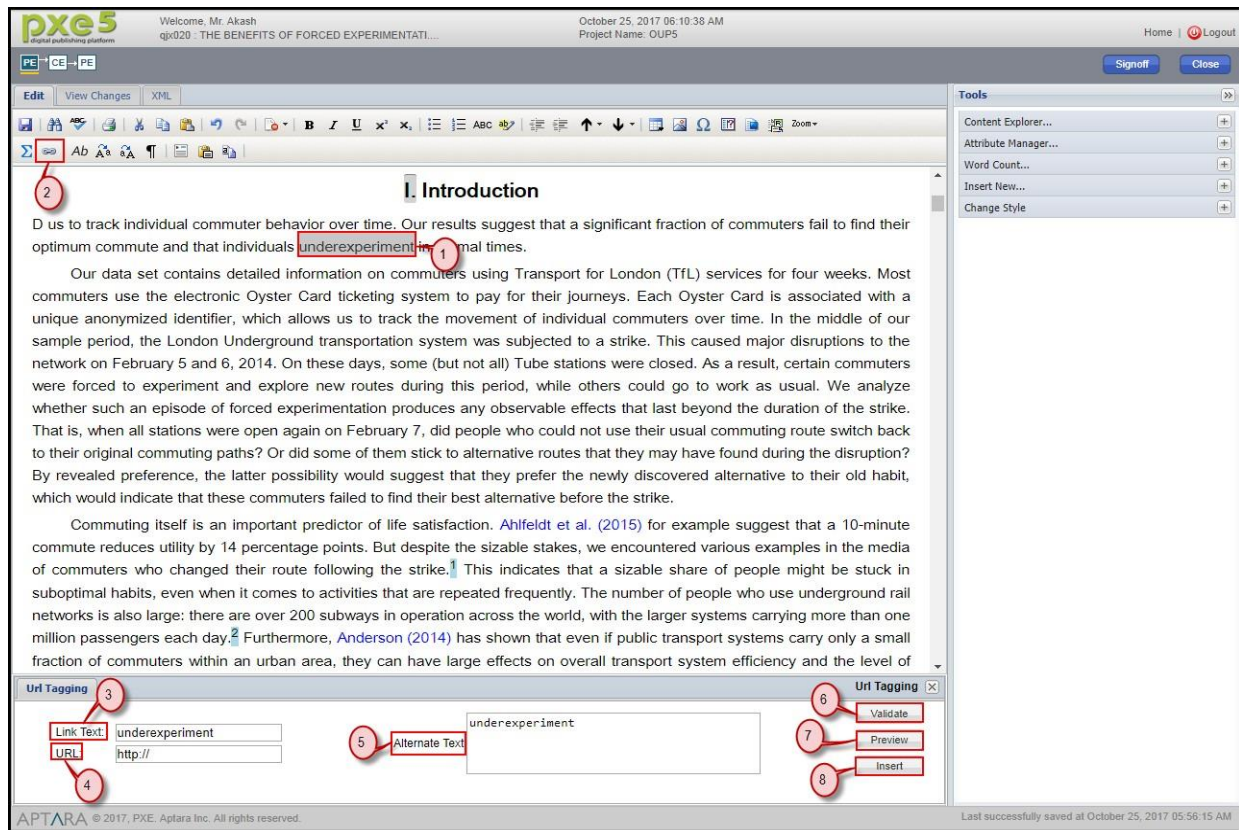 pxe5
digital publishing platform
Welcome, Mr. Akash
qjx020 : THE BENEFITS OF FORCED EXPERIMENTATI....
October 25, 2017 06:10:38 AM
Project Name: OUP5
Home | Logout
PE CE PE
Signoff Close
Edit View Changes XML
ABC B I U x² x₂ ABC ab Ω Zoom
Σ Ab Aa aA ¶
2
I. Introduction
D us to track individual commuter behavior over time. Our results suggest that a significant fraction of commuters fail to find their
optimum commute and that individuals underexperiment in mal times.
1
Our data set contains detailed information on commuters using Transport for London (TfL) services for four weeks. Most
commuters use the electronic Oyster Card ticketing system to pay for their journeys. Each Oyster Card is associated with a
unique anonymized identifier, which allows us to track the movement of individual commuters over time. In the middle of our
sample period, the London Underground transportation system was subjected to a strike. This caused major disruptions to the
network on February 5 and 6, 2014. On these days, some (but not all) Tube stations were closed. As a result, certain commuters
were forced to experiment and explore new routes during this period, while others could go to work as usual. We analyze
whether such an episode of forced experimentation produces any observable effects that last beyond the duration of the strike.
That is, when all stations were open again on February 7, did people who could not use their usual commuting route switch back
to their original commuting paths? Or did some of them stick to alternative routes that they may have found during the disruption?
By revealed preference, the latter possibility would suggest that they prefer the newly discovered alternative to their old habit,
which would indicate that these commuters failed to find their best alternative before the strike.
Commuting itself is an important predictor of life satisfaction. Ahlfeldt et al. (2015) for example suggest that a 10-minute
commute reduces utility by 14 percentage points. But despite the sizable stakes, we encountered various examples in the media
of commuters who changed their route following the strike.1 This indicates that a sizable share of people might be stuck in
suboptimal habits, even when it comes to activities that are repeated frequently. The number of people who use underground rail
networks is also large: there are over 200 subways in operation across the world, with the larger systems carrying more than one
million passengers each day.2 Furthermore, Anderson (2014) has shown that even if public transport systems carry only a small
fraction of commuters within an urban area, they can have large effects on overall transport system efficiency and the level of
Tools
Content Explorer...
Attribute Manager...
Word Count...
Insert New...
Change Style
Url Tagging
Url Tagging
3
Link Text: underexperiment
URL: http://
4
5
Alternate Text
underexperiment
6
Validate
7
Preview
8
Insert
APTARA © 2017, PXE. Aptara Inc. All rights reserved.
Last successfully saved at October 25, 2017 05:56:15 AM